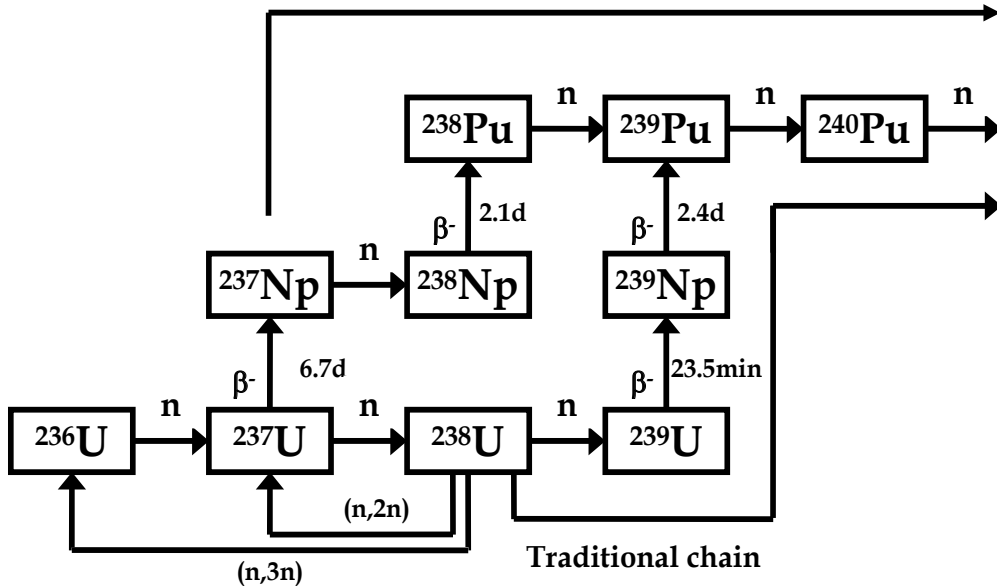 n n n
²³⁸Pu ²³⁹Pu ²⁴⁰Pu
β- 2.1d β- 2.4d
n
²³⁷Np ²³⁸Np ²³⁹Np
β- 6.7d β- 23.5min
n n n
²³⁶U ²³⁷U ²³⁸U ²³⁹U
(n,2n)
Traditional chain
(n,3n)